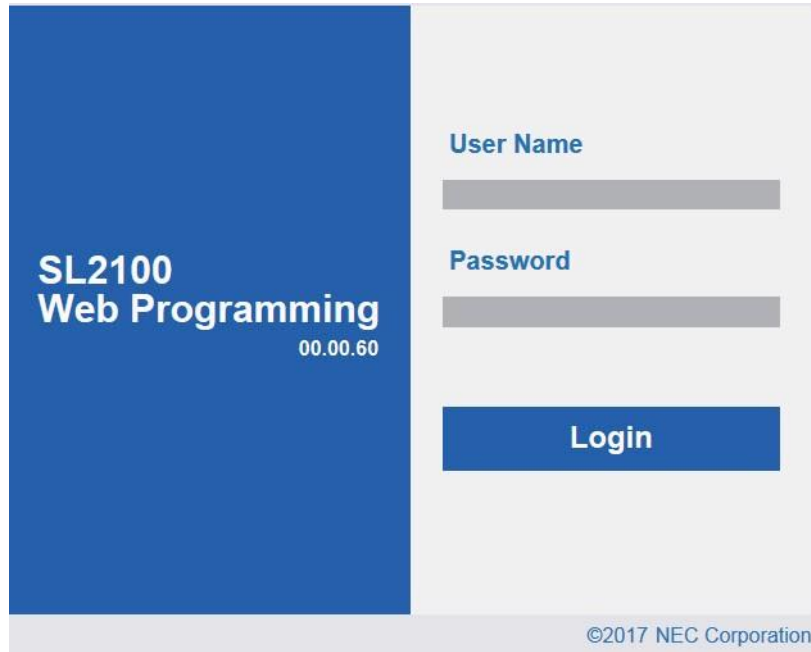 SL2100
Web Programming
00.00.60
User Name
Password
Login
©2017 NEC Corporation